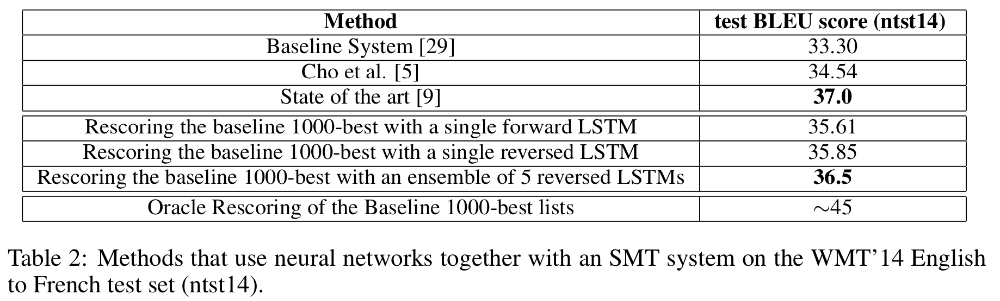 Method test BLEU score (ntst14)
Baseline System [29] 33.30
Cho et al. [5] 34.54
State of the art [9] 37.0
Rescoring the baseline 1000-best with a single forward LSTM 35.61
Rescoring the baseline 1000-best with a single reversed LSTM 35.85
Rescoring the baseline 1000-best with an ensemble of 5 reversed LSTMs 36.5
Oracle Rescoring of the Baseline 1000-best lists ∼45
Table 2: Methods that use neural networks together with an SMT system on the WMT’14 English
to French test set (ntst14).